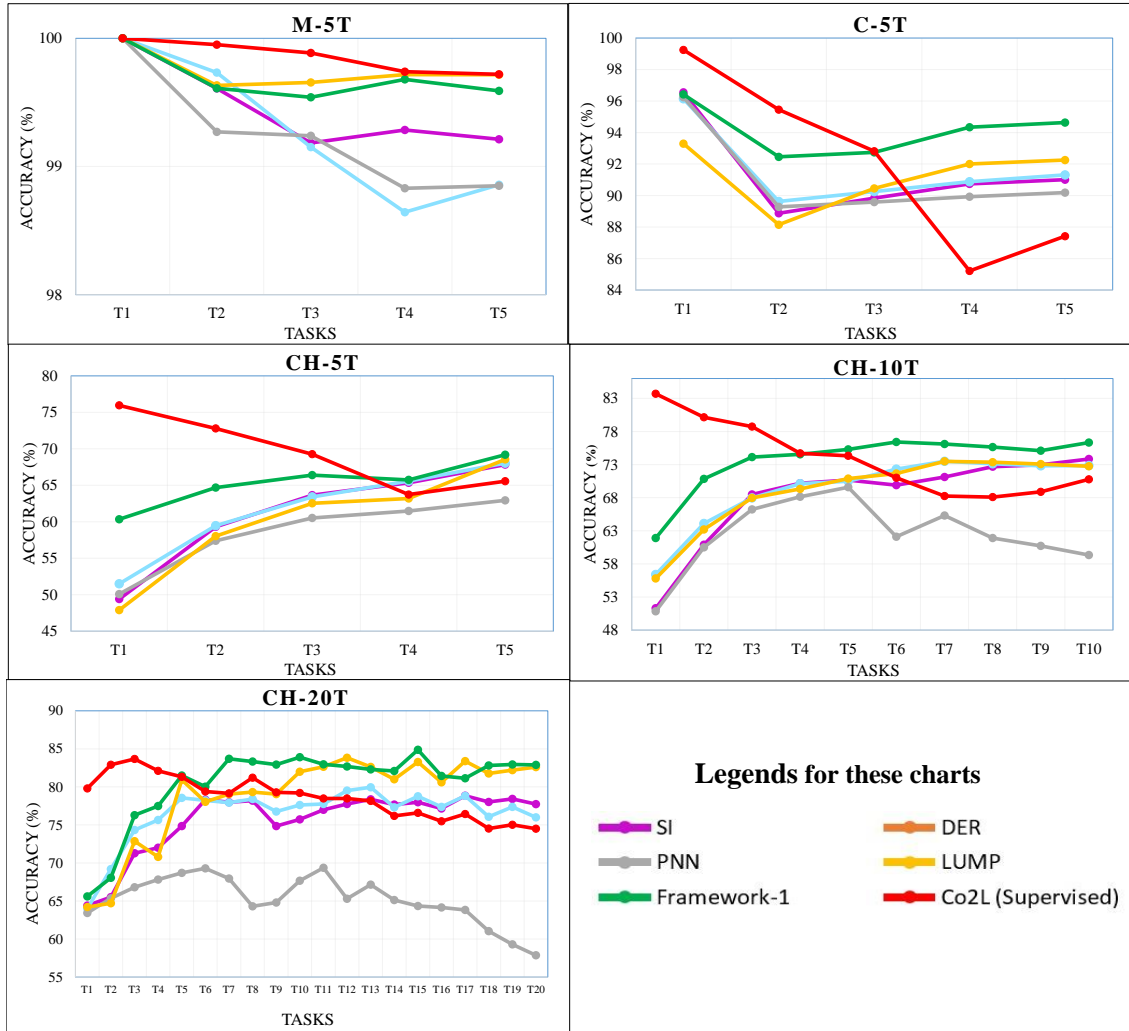 M-5T
100
99
98
ACCURACY (%)
T1 T2 T3 T4 T5
TASKS
C-5T
100
98
96
94
92
90
88
86
84
ACCURACY (%)
T1 T2 T3 T4 T5
TASKS
CH-5T
80
75
70
65
60
55
50
45
ACCURACY (%)
T1 T2 T3 T4 T5
TASKS
CH-10T
83
78
73
68
63
58
53
48
ACCURACY (%)
T1 T2 T3 T4 T5 T6 T7 T8 T9 T10
TASKS
CH-20T
90
85
80
75
70
65
60
55
ACCURACY (%)
T1 T2 T3 T4 T5 T6 T7 T8 T9 T10 T11 T12 T13 T14 T15 T16 T17 T18 T19 T20
TASKS
Legends for these charts
SI DER
PNN LUMP
Framework-1 Co2L (Supervised)